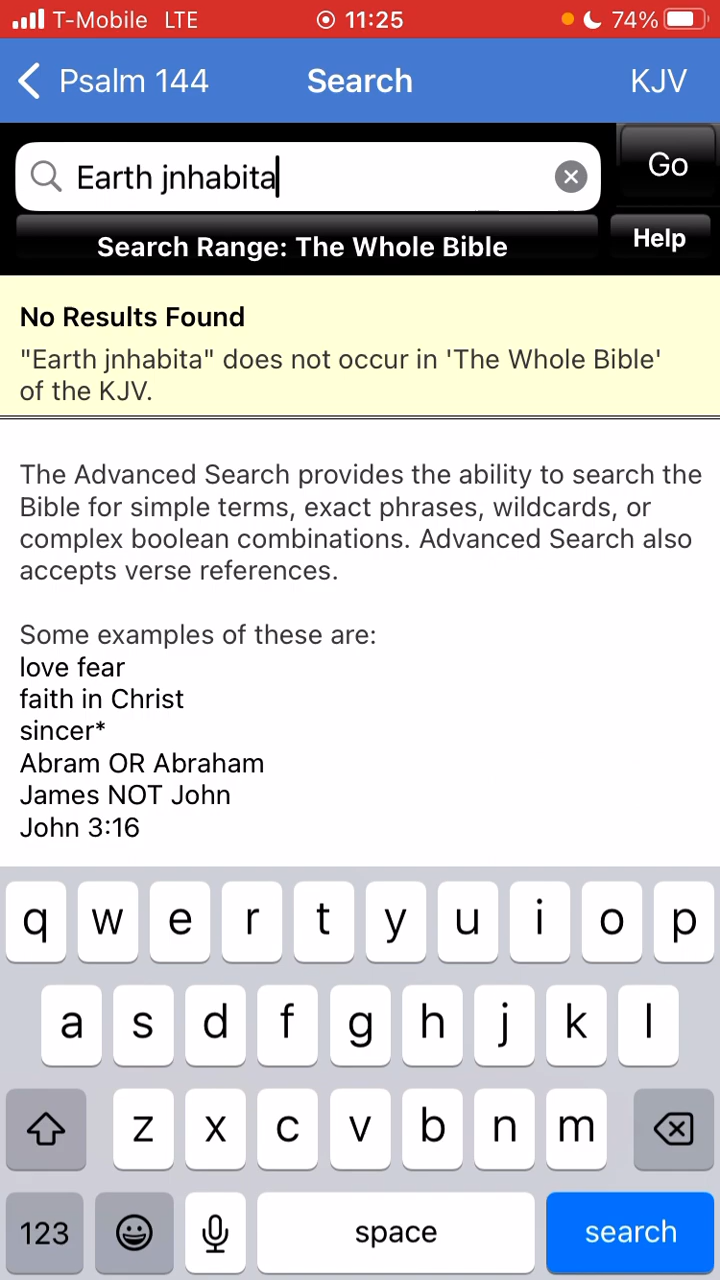 T-Mobile LTE 11:25 74%
Psalm 144 Search KJV
Earth jnhabita Go
Search Range: The Whole Bible Help
No Results Found
"Earth jnhabita" does not occur in 'The Whole Bible'
of the KJV.
The Advanced Search provides the ability to search the
Bible for simple terms, exact phrases, wildcards, or
complex boolean combinations. Advanced Search also
accepts verse references.
Some examples of these are:
love fear
faith in Christ
sincer*
Abram OR Abraham
James NOT John
John 3:16
q w e r t y u i o p
a s d f g h j k l
z x c v b n m
123 space search